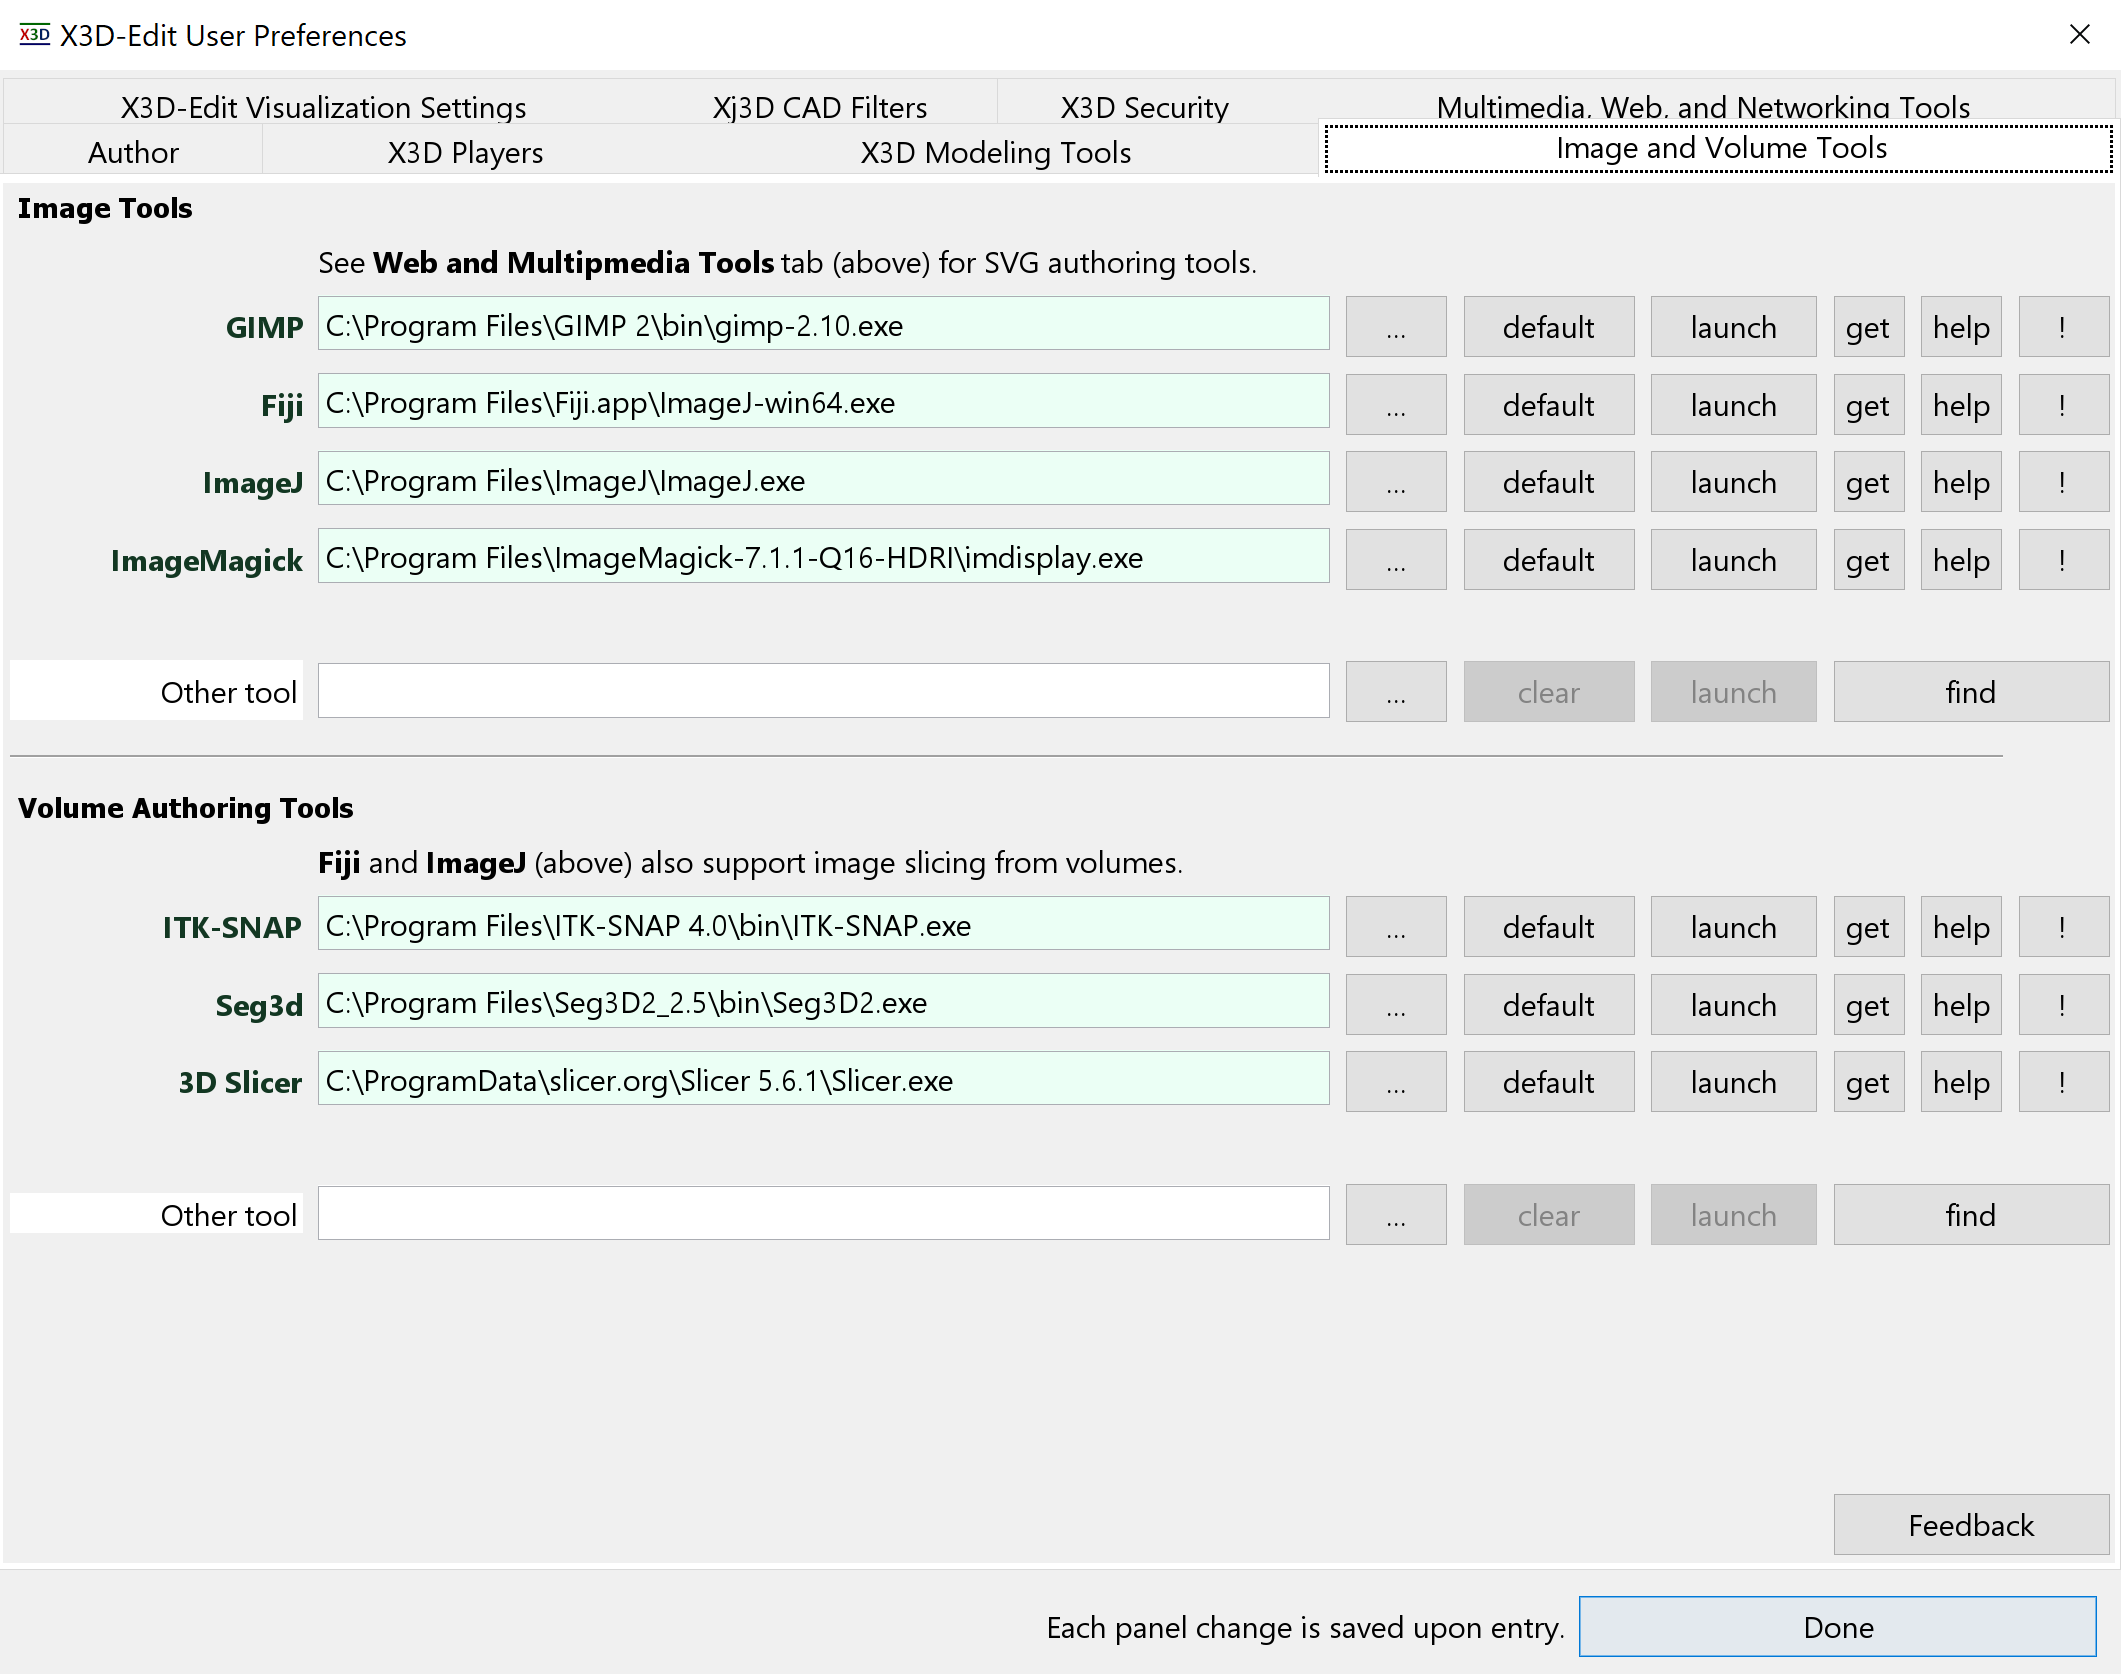 X3D X3D-Edit User Preferences
X3D-Edit Visualization Settings Xj3D CAD Filters X3D Security Multimedia, Web, and Networking Tools
Author X3D Players X3D Modeling Tools Image and Volume Tools
Image Tools
See Web and Multipmedia Tools tab (above) for SVG authoring tools.
GIMP C:\Program Files\GIMP 2\bin\gimp-2.10.exe ... default launch get help !
Fiji C:\Program Files\Fiji.app\ImageJ-win64.exe ... default launch get help !
ImageJ C:\Program Files\ImageJ\ImageJ.exe ... default launch get help !
ImageMagick C:\Program Files\ImageMagick-7.1.1-Q16-HDRI\imdisplay.exe ... default launch get help !
Other tool ... clear launch find
Volume Authoring Tools
Fiji and ImageJ (above) also support image slicing from volumes.
ITK-SNAP C:\Program Files\ITK-SNAP 4.0\bin\ITK-SNAP.exe ... default launch get help !
Seg3d C:\Program Files\Seg3D2_2.5\bin\Seg3D2.exe ... default launch get help !
3D Slicer C:\ProgramData\slicer.org\Slicer 5.6.1\Slicer.exe ... default launch get help !
Other tool ... clear launch find
Feedback
Each panel change is saved upon entry. Done